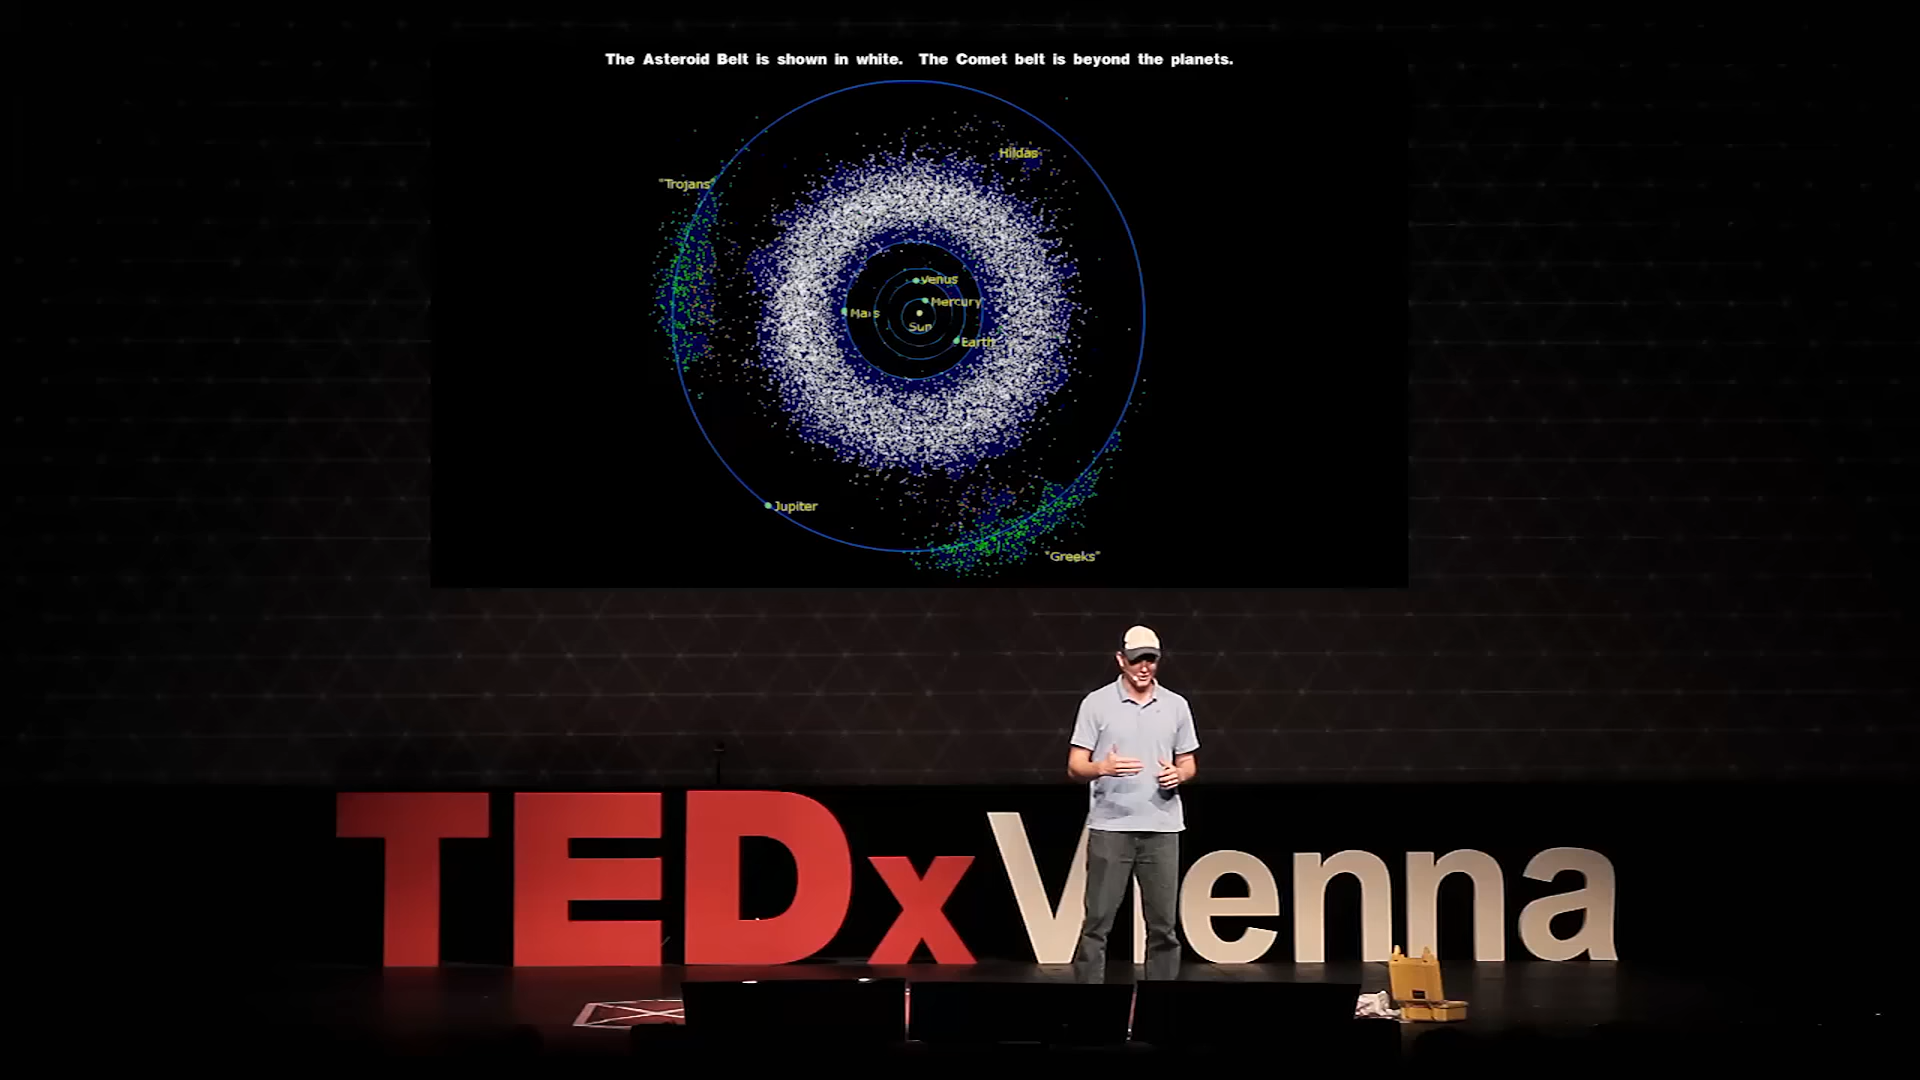 The Asteroid Belt is shown in white. The Comet belt is beyond the planets.
Hildas
"Trojans"
Venus
Mercury
Mars
Sun
Earth
Jupiter
"Greeks"
TEDxVienna